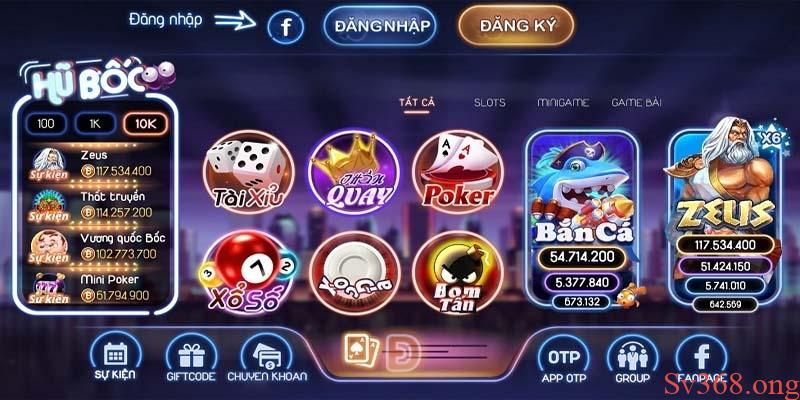 Đăng nhập
f
ĐĂNG NHẬP
ĐĂNG KÝ
HŨ BỐC
100
1K
10K
Zeus
117.534.400
Sự kiện
Thất truyền
114.257.200
Sự kiện
Vương quốc Bốc
102.773.700
Sự kiện
Mini Poker
61.794.900
Sự kiện
TẤT CẢ
SLOTS
MINIGAME
GAME BÀI
Tài Xỉu
QUAY
Poker
Xổ Số
Xóc Đĩa
Bom Tấn
Bắn Cá
54.714.200
5.377.840
673.132
X6
ZEUS
117.534.400
51.424.150
5.741.010
642.569
SỰ KIỆN
GIFTCODE
CHUYỂN KHOẢN
OTP
APP OTP
GROUP
f
FANPAGE
Sv368.ong